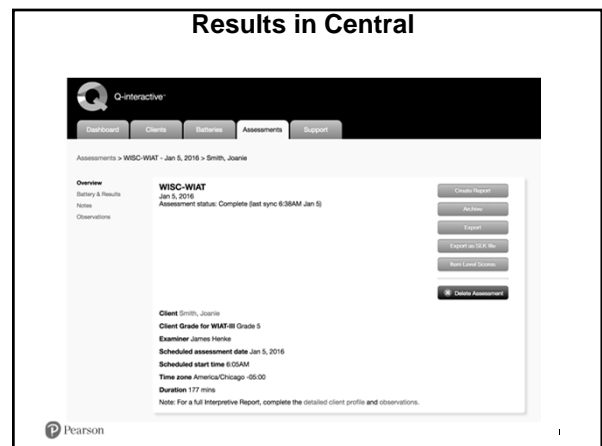 Results in Central
Q-interactive
Dashboard Clients Batteries Assessments Support
Assessments > WISC-WIAT - Jan 5, 2016 > Smith, Joanie
Overview
Battery & Results
Notes
Observations
WISC-WIAT
Jan 5, 2016
Assessment status: Complete (last sync 6:38AM Jan 5)
Create Report
Archive
Export
Export as SLK file
Item Level Scores
Delete Assessment
Client Smith, Joanie
Client Grade for WIAT-III Grade 5
Examiner James Henke
Scheduled assessment date Jan 5, 2016
Scheduled start time 6:05AM
Time zone America/Chicago -05:00
Duration 177 mins
Note: For a full Interpretive Report, complete the detailed client profile and observations.
Pearson